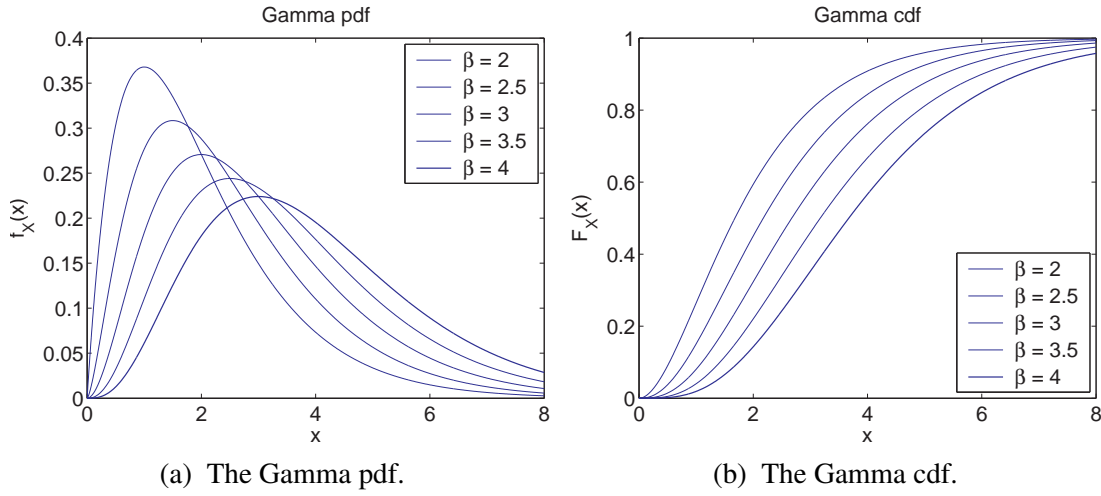 Gamma pdf
0.4
0.35
0.3
0.25
0.2
0.15
0.1
0.05
0
f_X(x)
0 2 4 6 8
x
β = 2
β = 2.5
β = 3
β = 3.5
β = 4
(a) The Gamma pdf.
Gamma cdf
1
0.8
0.6
0.4
0.2
0
F_X(x)
0 2 4 6 8
x
β = 2
β = 2.5
β = 3
β = 3.5
β = 4
(b) The Gamma cdf.